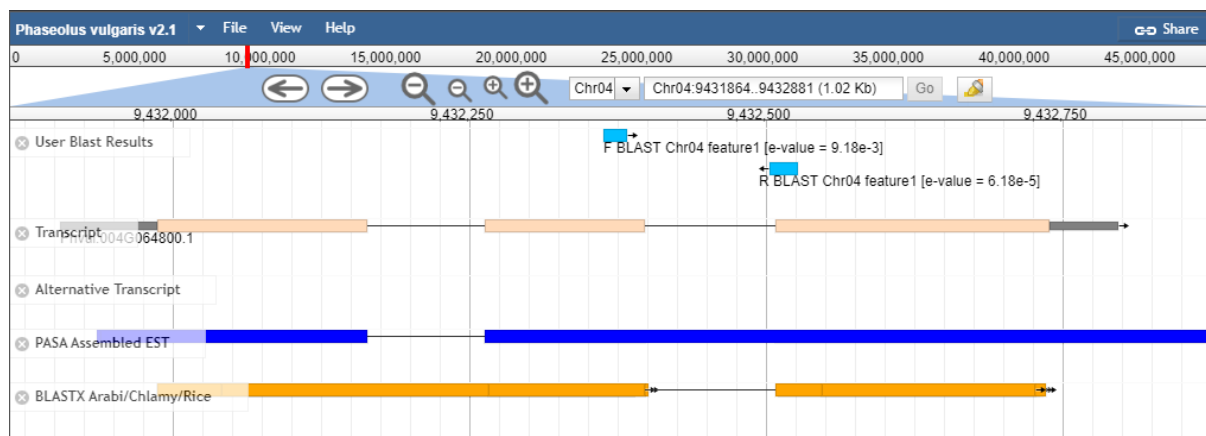 Phaseolus vulgaris v2.1 File View Help Share
0 5,000,000 10,000,000 15,000,000 20,000,000 25,000,000 30,000,000 35,000,000 40,000,000 45,000,000
Chr04 Chr04:9431864..9432881 (1.02 Kb) Go
9,432,000 9,432,250 9,432,500 9,432,750
User Blast Results
F BLAST Chr04 feature1 [e-value = 9.18e-3]
R BLAST Chr04 feature1 [e-value = 6.18e-5]
Transcript
Phvul.004G064800.1
Alternative Transcript
PASA Assembled EST
BLASTX Arabi/Chlamy/Rice